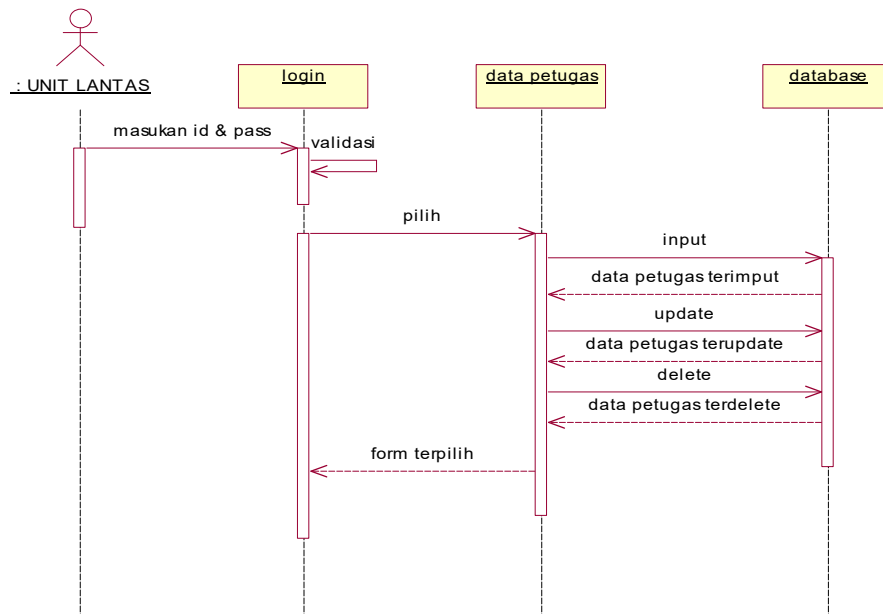 : UNIT LANTAS
login
data petugas
database
masukan id & pass
validasi
pilih
input
data petugas terimput
update
data petugas terupdate
delete
data petugas terdelete
form terpilih